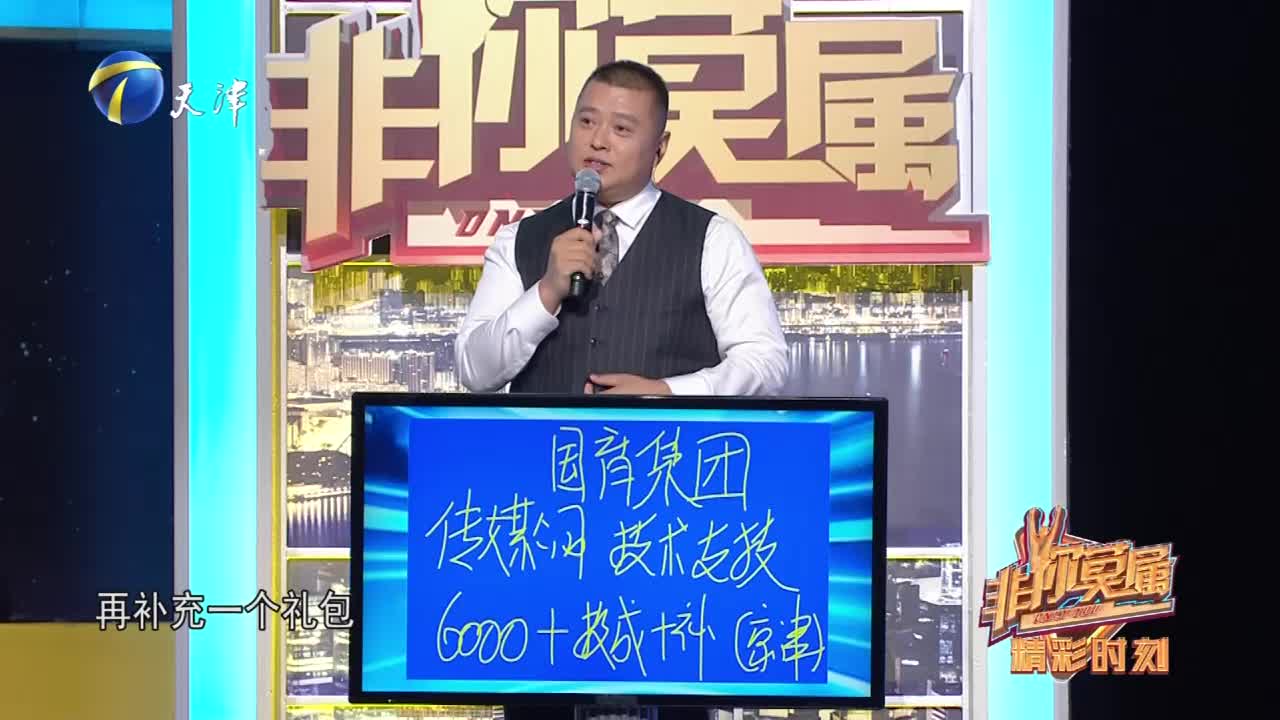 非你莫属
天津
国育集团
传媒公司 技术支持
6000+提成+补(京津)
再补充一个礼包
非你莫属
精彩时刻